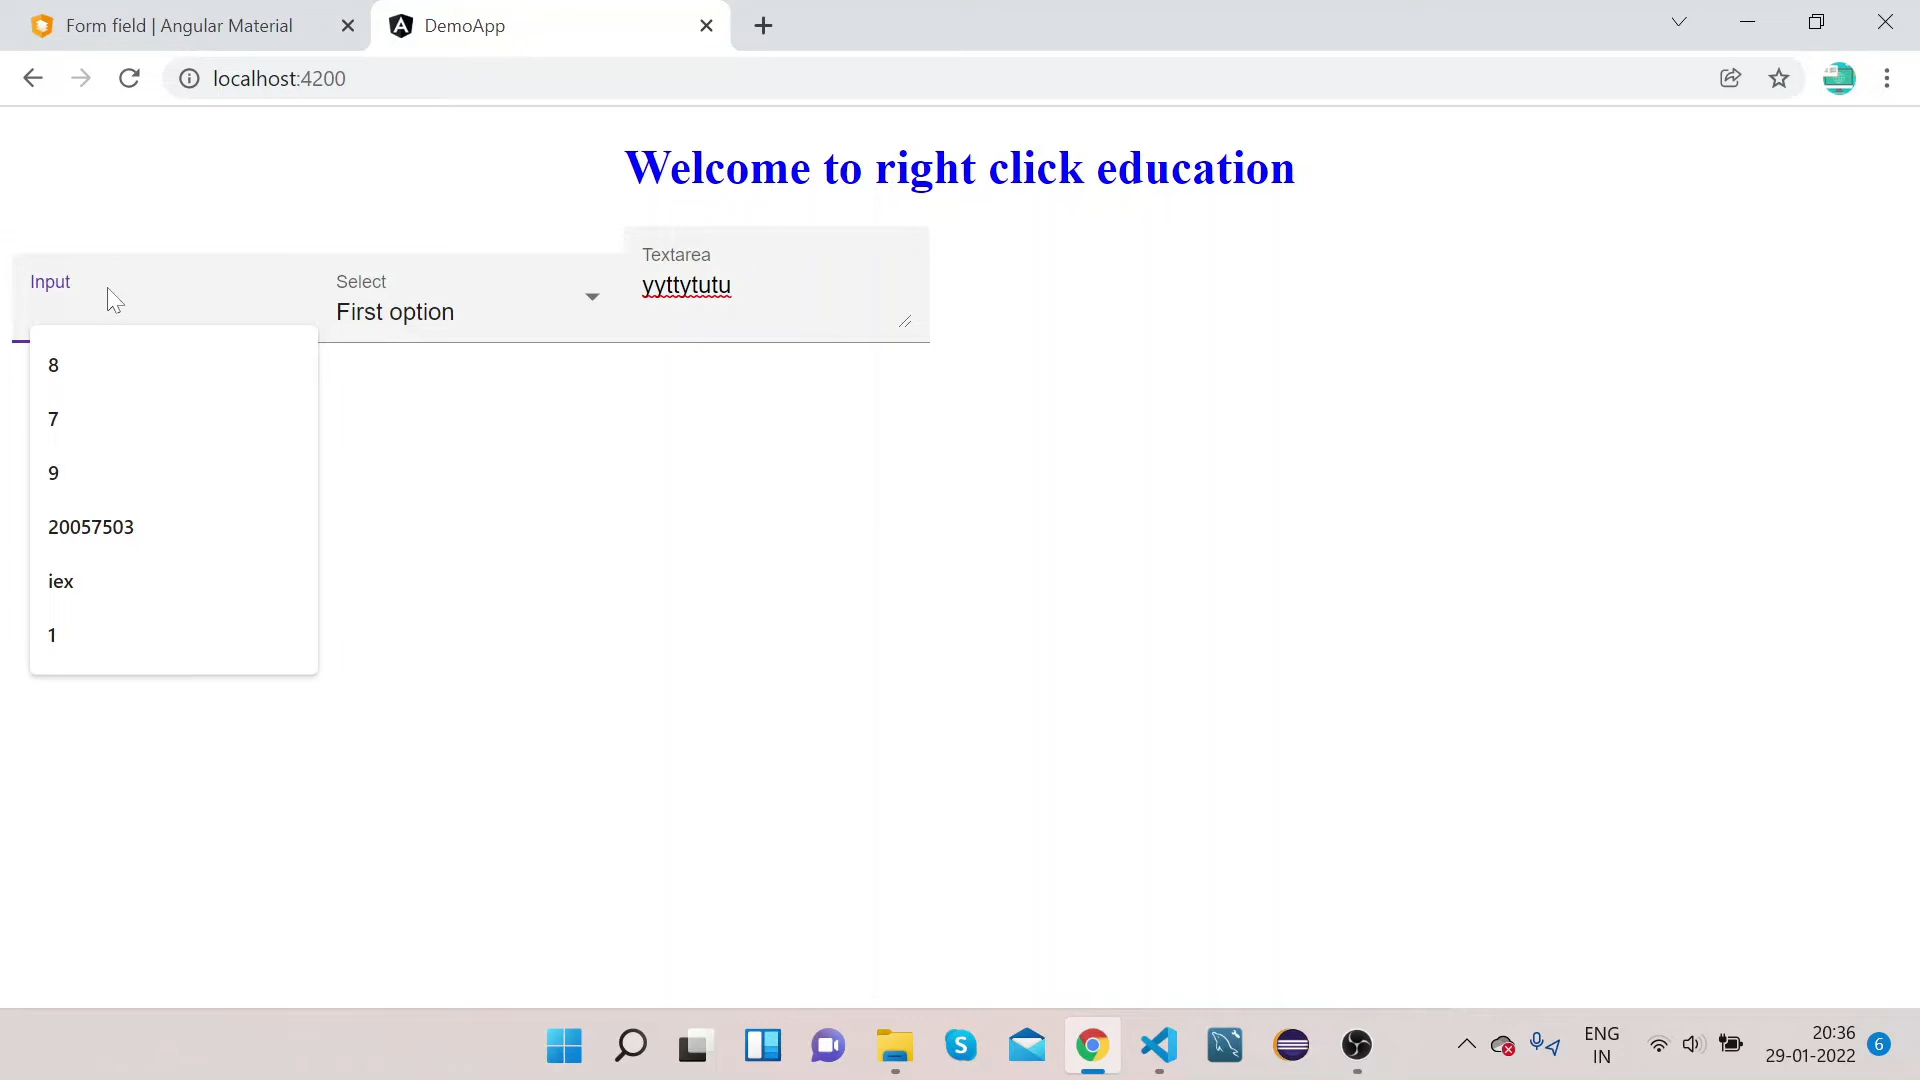 Form field | Angular Material
DemoApp
localhost:4200
Welcome to right click education
Input
Select
First option
Textarea
yyttytutu
8
7
9
20057503
iex
1
ENG
IN
20:36
29-01-2022
6